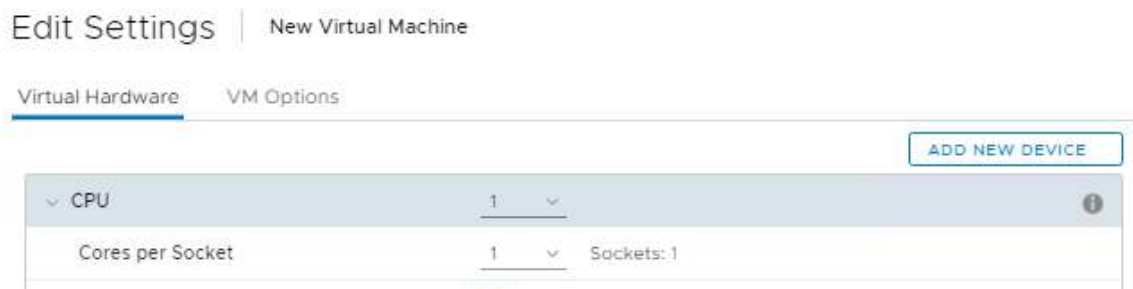 Edit Settings | New Virtual Machine
Virtual Hardware VM Options
ADD NEW DEVICE
CPU 1
Cores per Socket 1 Sockets: 1